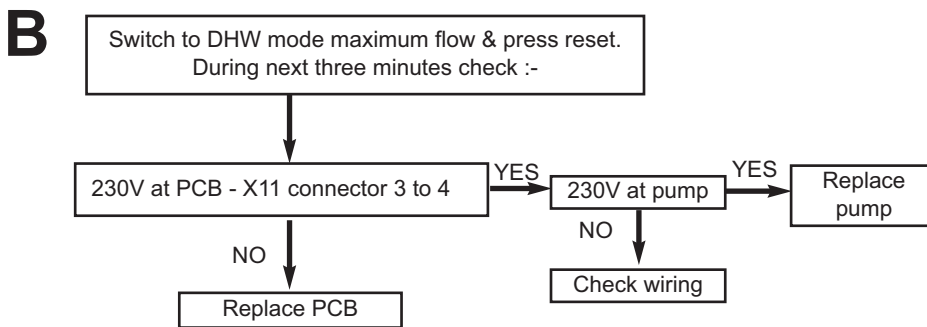 B
Switch to DHW mode maximum flow & press reset.
During next three minutes check :-
230V at PCB - X11 connector 3 to 4
YES
230V at pump
YES
Replace
pump
NO
NO
Check wiring
Replace PCB